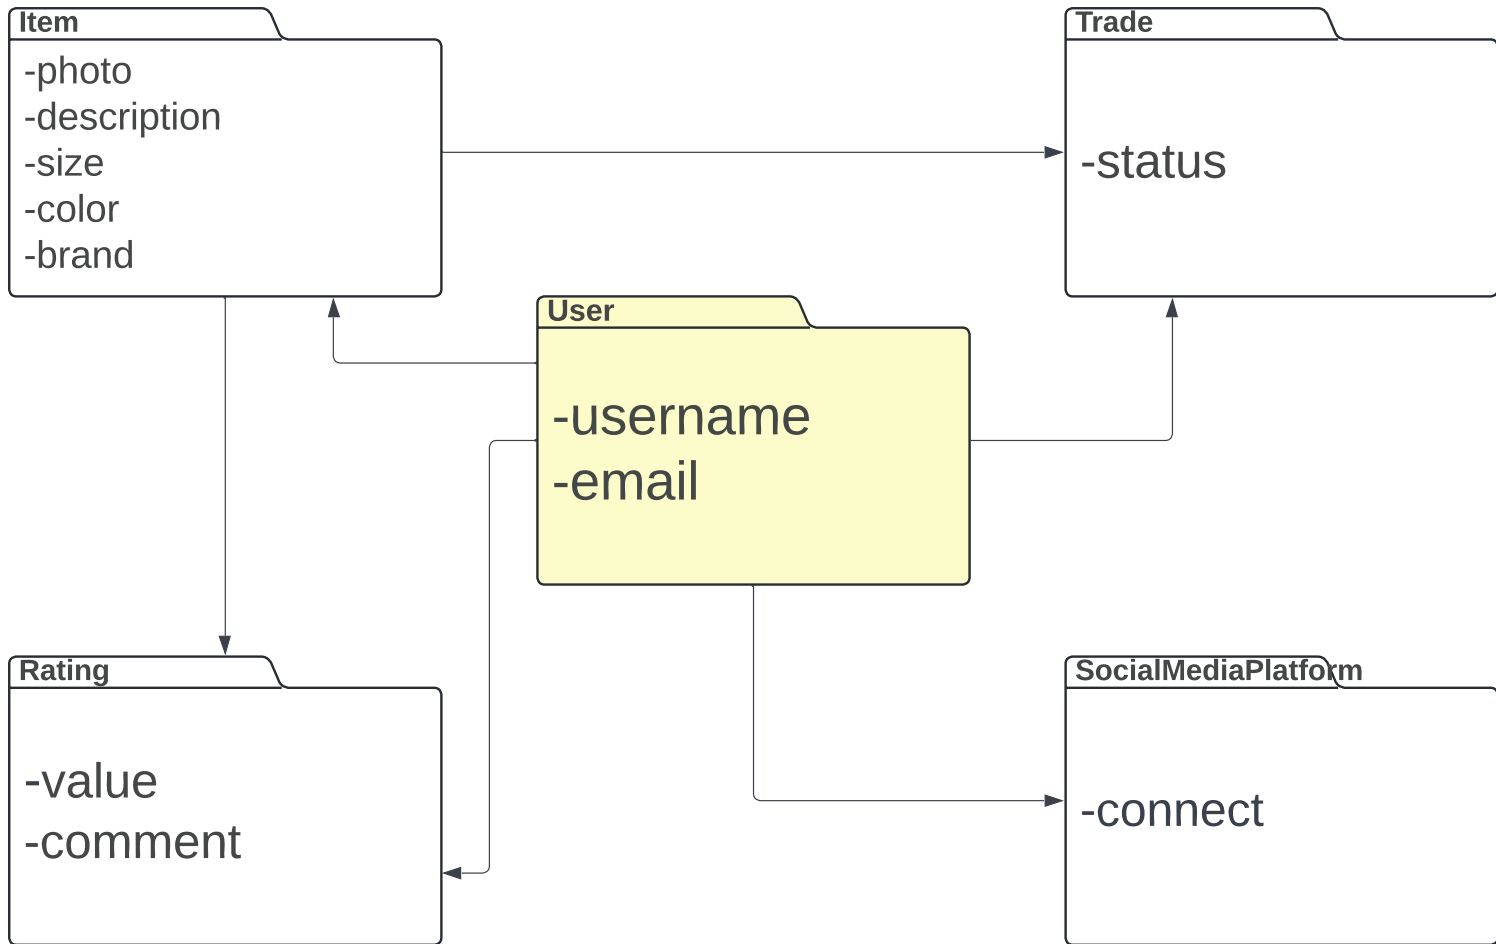 Item
-photo
-description
-size
-color
-brand
Trade
-status
User
-username
-email
Rating
-value
-comment
SocialMediaPlatform
-connect